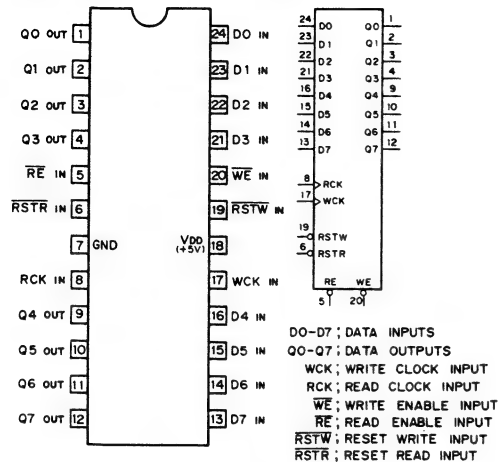 Q0 OUT 1 24 D0 IN
Q1 OUT 2 23 D1 IN
Q2 OUT 3 22 D2 IN
Q3 OUT 4 21 D3 IN
RE IN 5 20 WE IN
RSTR IN 6 19 RSTW IN
7 GND VDD (+5V) 18
RCK IN 8 17 WCK IN
Q4 OUT 9 16 D4 IN
Q5 OUT 10 15 D5 IN
Q6 OUT 11 14 D6 IN
Q7 OUT 12 13 D7 IN
24 D0 Q0 1
23 D1 Q1 2
22 D2 Q2 3
21 D3 Q3 4
16 D4 Q4 9
15 D5 Q5 10
14 D6 Q6 11
13 D7 Q7 12
8 RCK
17 WCK
19 RSTW
6 RSTR
RE WE
5 20
D0-D7; DATA INPUTS
Q0-Q7; DATA OUTPUTS
WCK; WRITE CLOCK INPUT
RCK; READ CLOCK INPUT
WE; WRITE ENABLE INPUT
RE; READ ENABLE INPUT
RSTW; RESET WRITE INPUT
RSTR; RESET READ INPUT